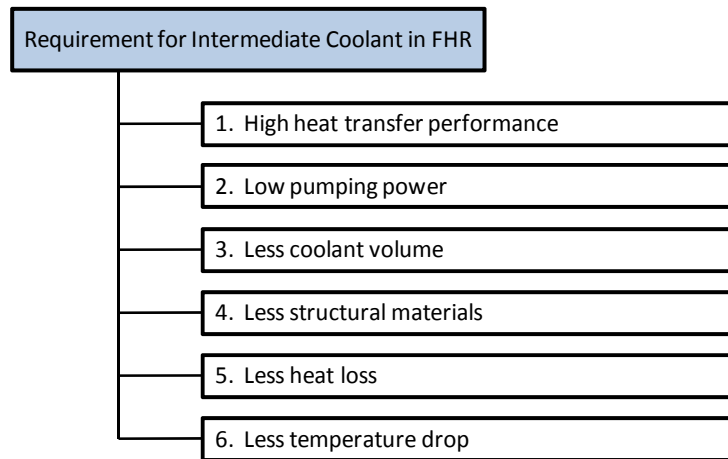 Requirement for Intermediate Coolant in FHR
1. High heat transfer performance
2. Low pumping power
3. Less coolant volume
4. Less structural materials
5. Less heat loss
6. Less temperature drop